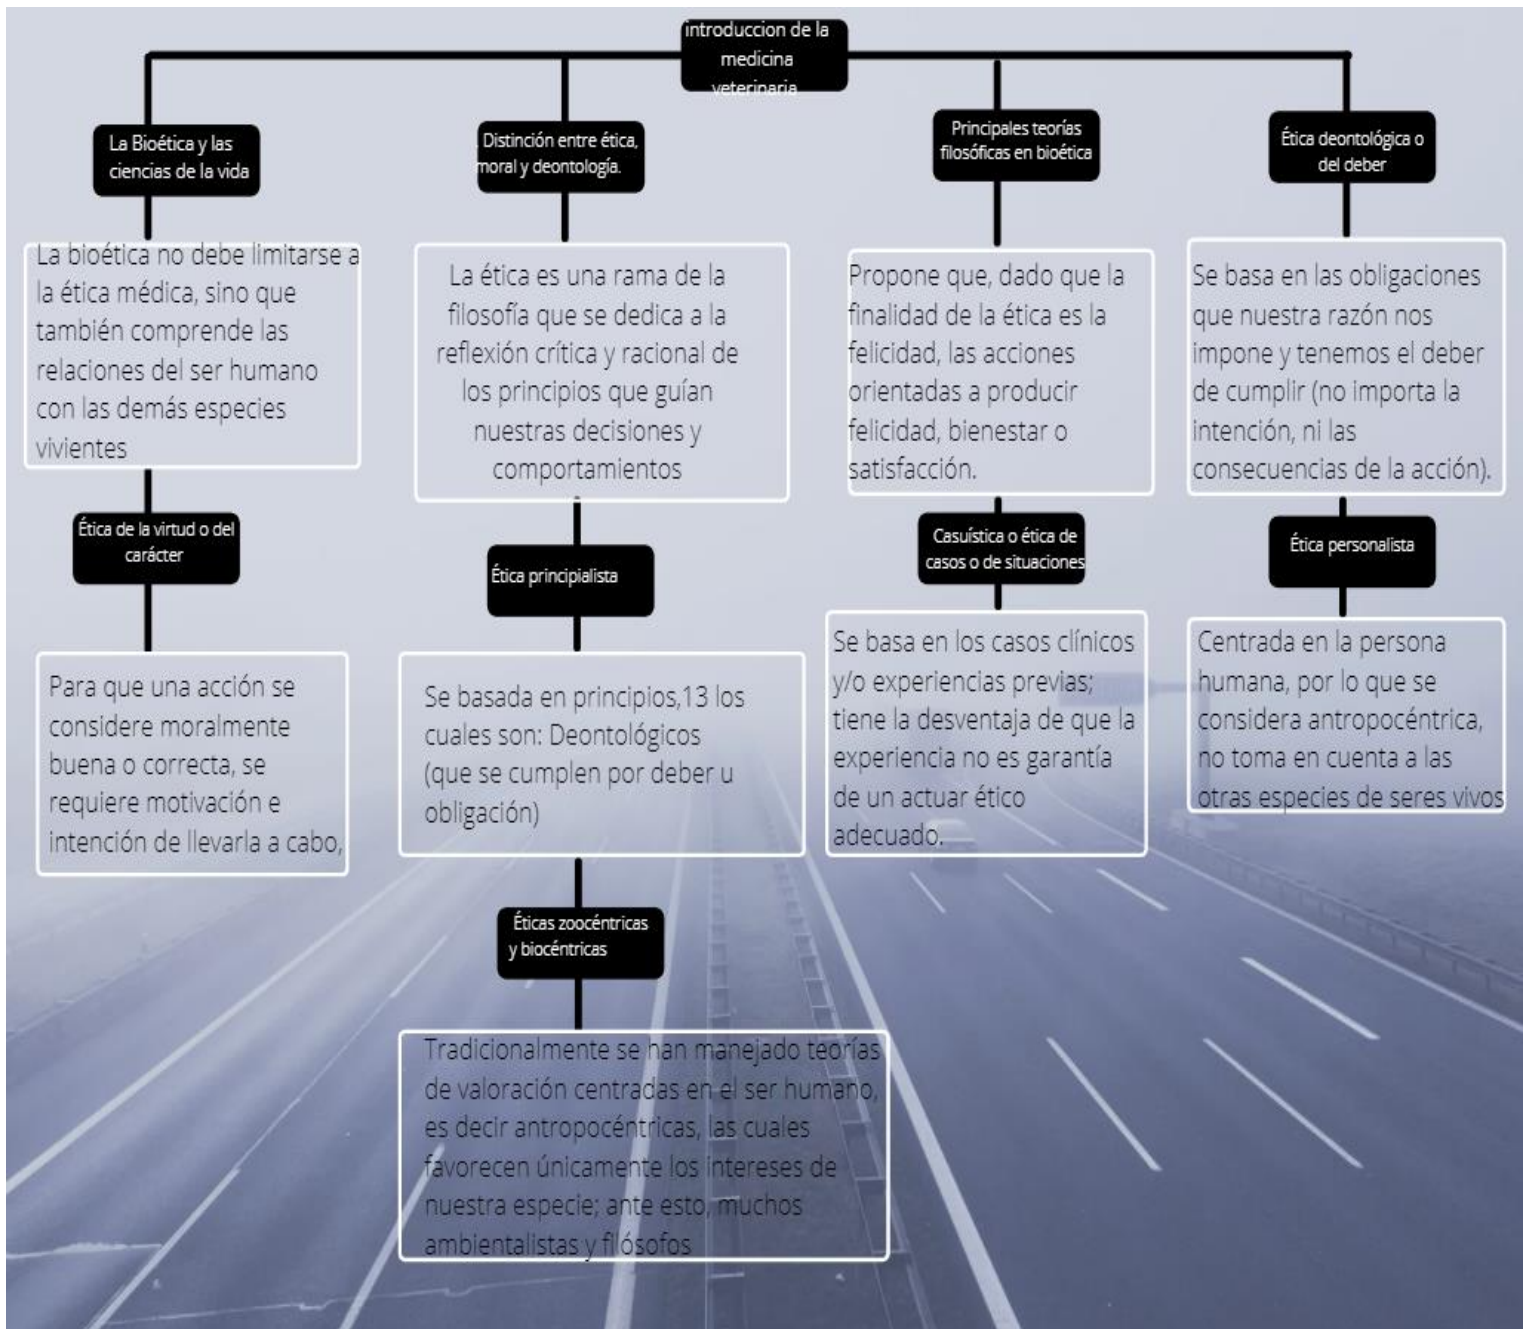 introduccion de la
medicina
veterinaria
La Bioética y las
ciencias de la vida
La bioética no debe limitarse a
la ética médica, sino que
también comprende las
relaciones del ser humano
con las demás especies
vivientes
Ética de la virtud o del
carácter
Para que una acción se
considere moralmente
buena o correcta, se
requiere motivación e
intención de llevarla a cabo,
. Distinción entre ética,
moral y deontología.
La ética es una rama de la
filosofía que se dedica a la
reflexión crítica y racional de
los principios que guían
nuestras decisiones y
comportamientos
Ética principialista
Se basada en principios,13 los
cuales son: Deontológicos
(que se cumplen por deber u
obligación)
Éticas zoocéntricas
y biocéntricas
Tradicionalmente se han manejado teorías
de valoración centradas en el ser humano,
es decir antropocéntricas, las cuales
favorecen únicamente los intereses de
nuestra especie; ante esto, muchos
ambientalistas y filósofos
Principales teorías
filosóficas en bioética
Propone que, dado que la
finalidad de la ética es la
felicidad, las acciones
orientadas a producir
felicidad, bienestar o
satisfacción.
Casuística o ética de
casos o de situaciones
Se basa en los casos clínicos
y/o experiencias previas;
tiene la desventaja de que la
experiencia no es garantía
de un actuar ético
adecuado.
Ética deontológica o
del deber
Se basa en las obligaciones
que nuestra razón nos
impone y tenemos el deber
de cumplir (no importa la
intención, ni las
consecuencias de la acción).
Ética personalista
Centrada en la persona
humana, por lo que se
considera antropocéntrica,
no toma en cuenta a las
otras especies de seres vivos